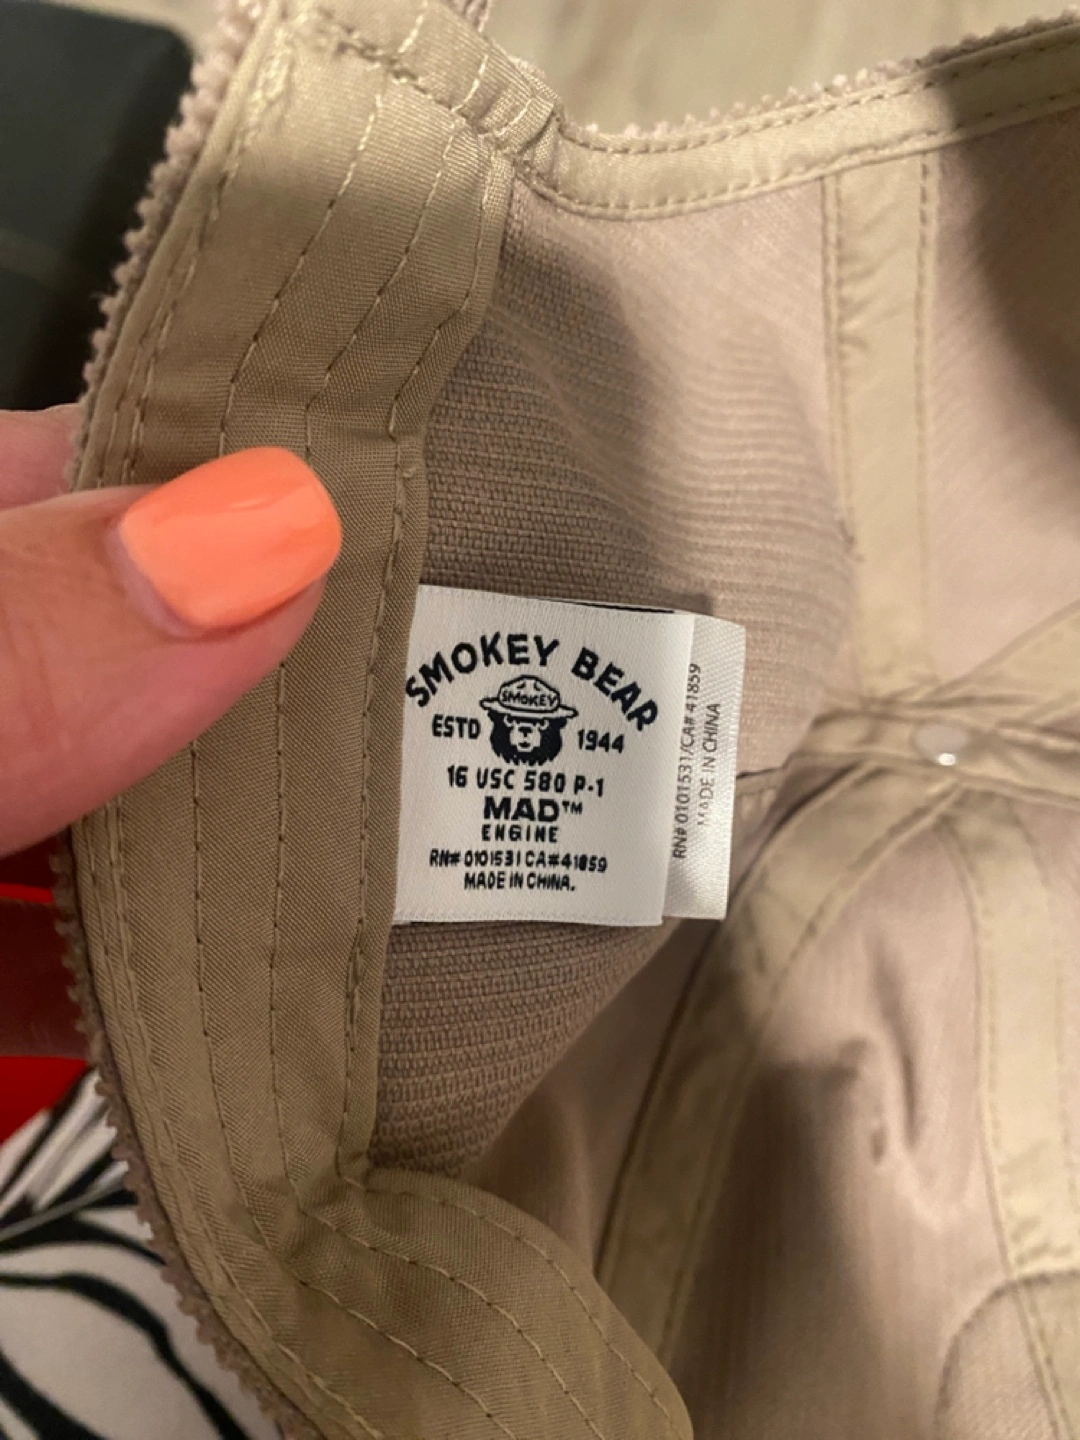 SMOKEY BEAR
SMOKEY
ESTD 1944
16 USC 580 P-1
MAD™
ENGINE
RN# 0101531 CA#41859
MADE IN CHINA.
RN# 0101531/CA# 41859
MADE IN CHINA